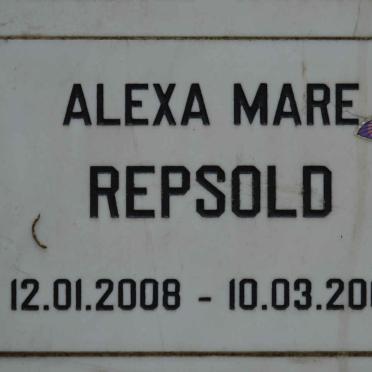 ALEXA MARE
REPSOLD
12.01.2008 - 10.03.20